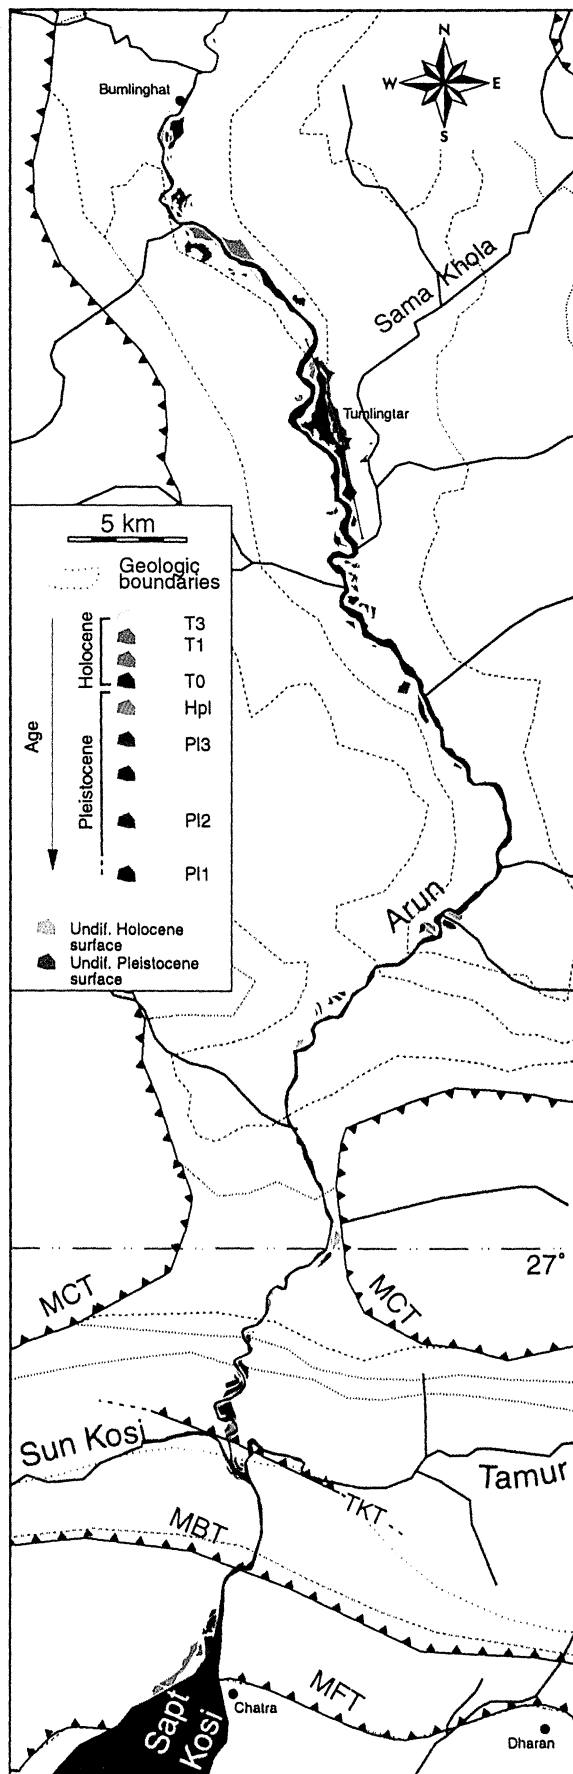 N
Bumlinghat
W
E
S
Sama Khola
Tumlingtar
5 km
Geologic
boundaries
Age
Holocene
Pleistocene
T3
T1
T0
Hpl
Pl3
Pl2
Pl1
Undif. Holocene
surface
Undif. Pleistocene
surface
Arun
27°
MCT
MCT
Sun Kosi
Tamur
TKT
MBT
MFT
Sapt
Kosi
Chatra
Dharan